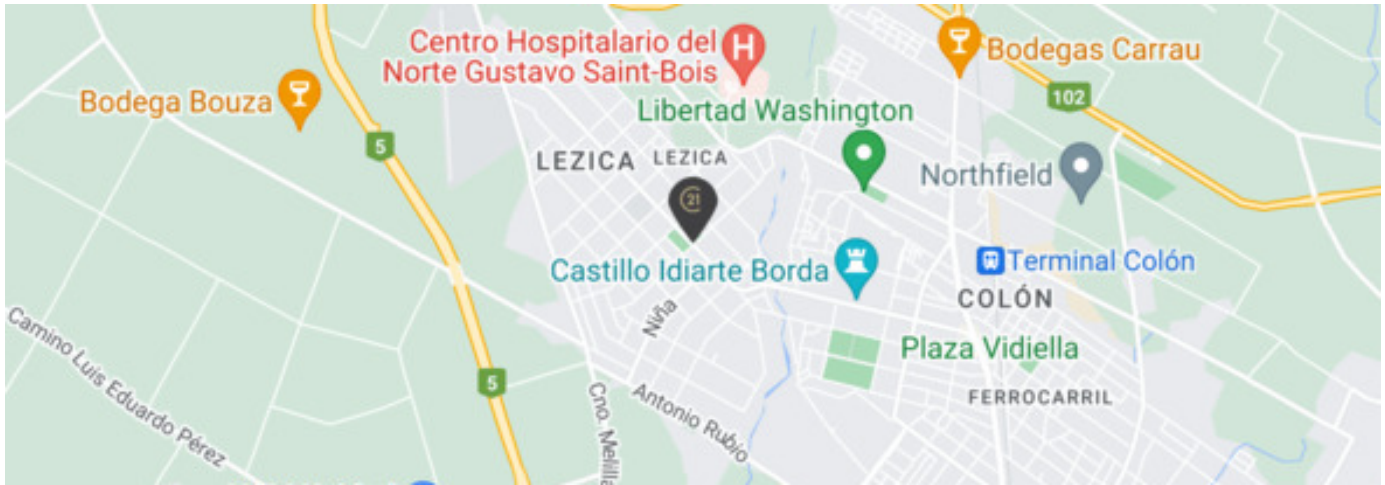 Centro Hospitalario del
Norte Gustavo Saint-Bois
H
Bodegas Carrau
Bodega Bouza
102
Libertad Washington
5
LEZICA
LEZICA
Northfield
21
Castillo Idiarte Borda
Terminal Colón
COLÓN
Niña
Plaza Vidiella
Camino Luis Eduardo Pérez
5
Cno. Melilla
Antonio Rubio
FERROCARRIL